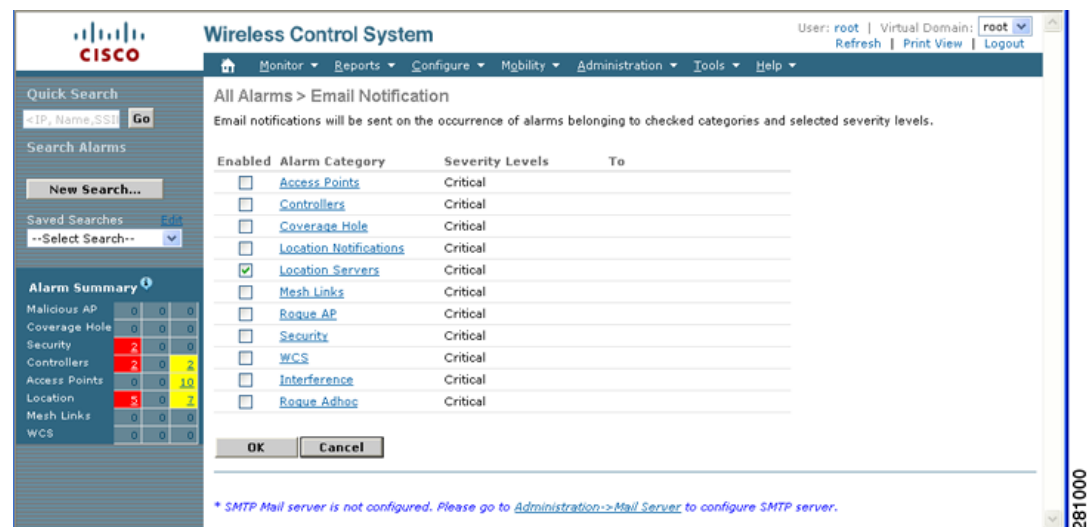 CISCO
Wireless Control System
User: root | Virtual Domain: root
Refresh | Print View | Logout
Monitor Reports Configure Mobility Administration Tools Help
Quick Search
<IP, Name,SSI Go
Search Alarms
New Search...
Saved Searches Edit
--Select Search--
Alarm Summary
Malicious AP 0 0 0
Coverage Hole 0 0 0
Security 2 0 0
Controllers 2 0 2
Access Points 0 0 10
Location 5 0 7
Mesh Links 0 0 0
WCS 0 0 0
All Alarms > Email Notification
Email notifications will be sent on the occurrence of alarms belonging to checked categories and selected severity levels.
Enabled Alarm Category Severity Levels To
Access Points Critical
Controllers Critical
Coverage Hole Critical
Location Notifications Critical
Location Servers Critical
Mesh Links Critical
Rogue AP Critical
Security Critical
WCS Critical
Interference Critical
Rogue Adhoc Critical
OK Cancel
* SMTP Mail server is not configured. Please go to Administration->Mail Server to configure SMTP server.